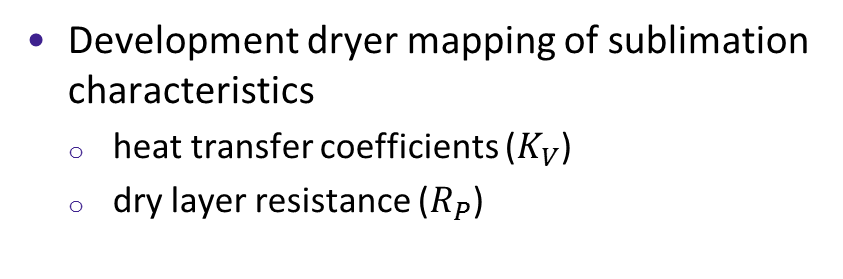 • Development dryer mapping of sublimation
characteristics
○ heat transfer coefficients (K_V)
○ dry layer resistance (R_P)